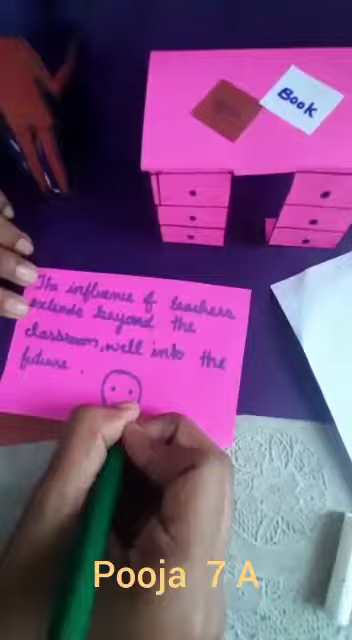 Book
The influence of teachers
extends beyond the
classroom, well into the
future.
Pooja 7 A